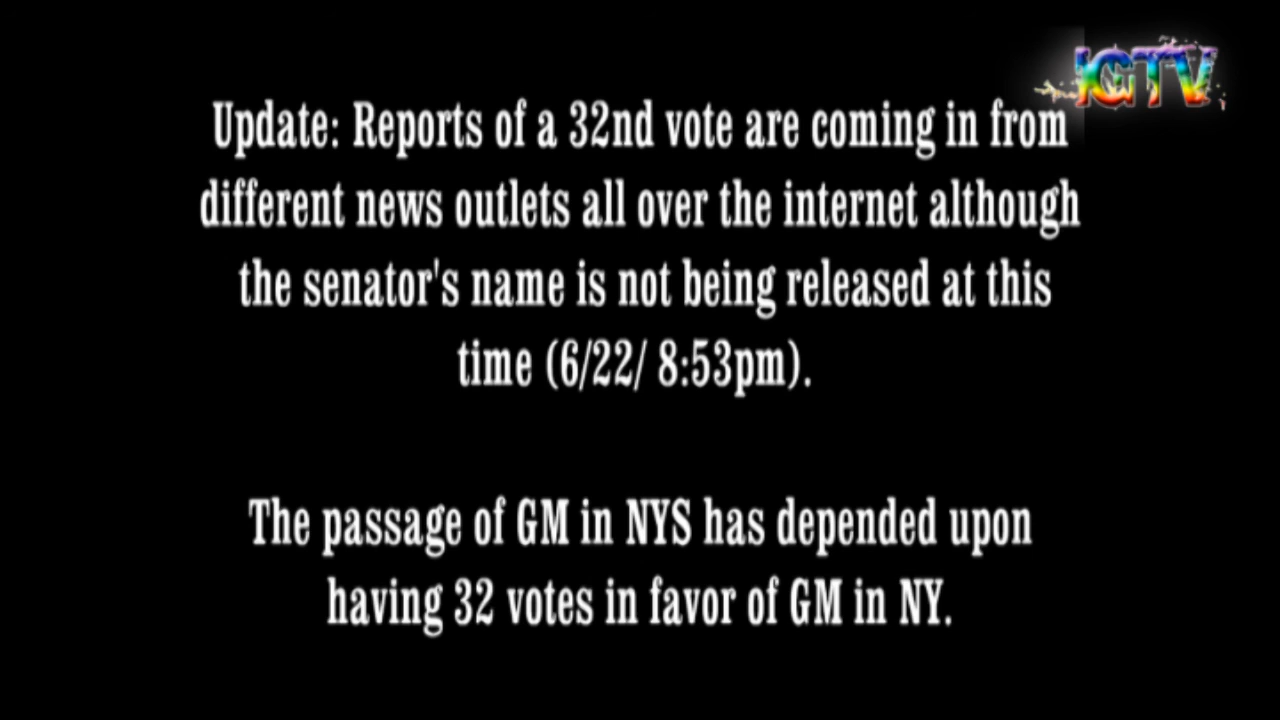 IGTV
Update: Reports of a 32nd vote are coming in from
different news outlets all over the internet although
the senator's name is not being released at this
time (6/22/ 8:53pm).
The passage of GM in NYS has depended upon
having 32 votes in favor of GM in NY.